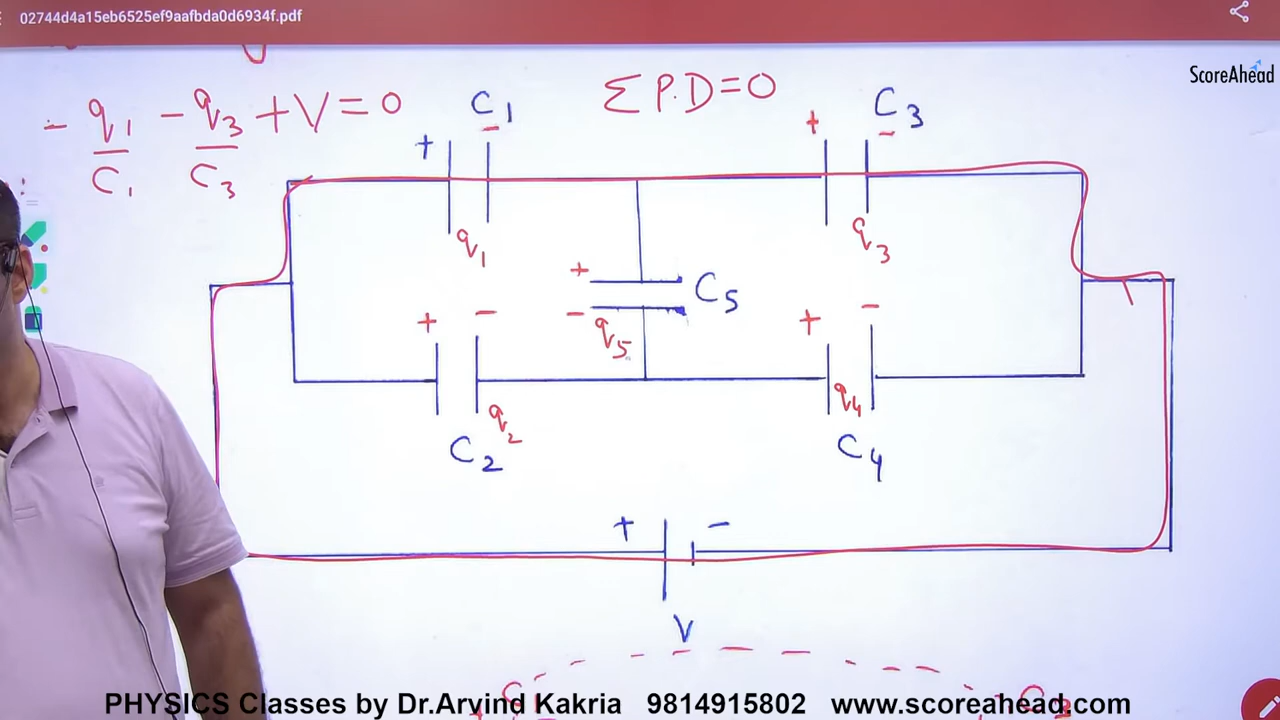 02744d4a15eb6525ef9aafbda0d6934f.pdf
ScoreAhead
- q1/C1 - q3/C3 + V = 0
Σ P.D = 0
C1
C3
+ -
+ -
q1
q3
+
-
C5
q5
+ -
+ -
q2
q4
C2
C4
+ -
V
PHYSICS Classes by Dr.Arvind Kakria 9814915802 www.scoreahead.com